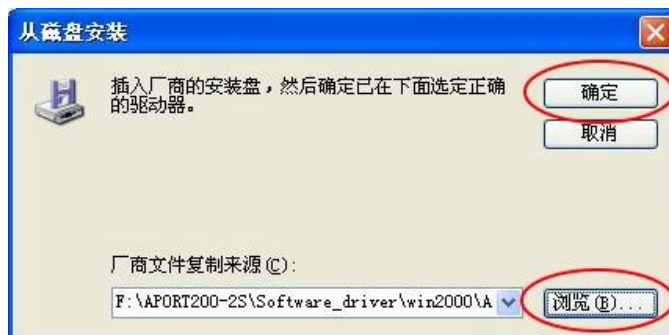 从磁盘安装
插入厂商的安装盘，然后确定已在下面选定正确
的驱动器。
确定
取消
厂商文件复制来源(C):
F:\APORT200-2S\Software_driver\win2000\A
浏览(B)...